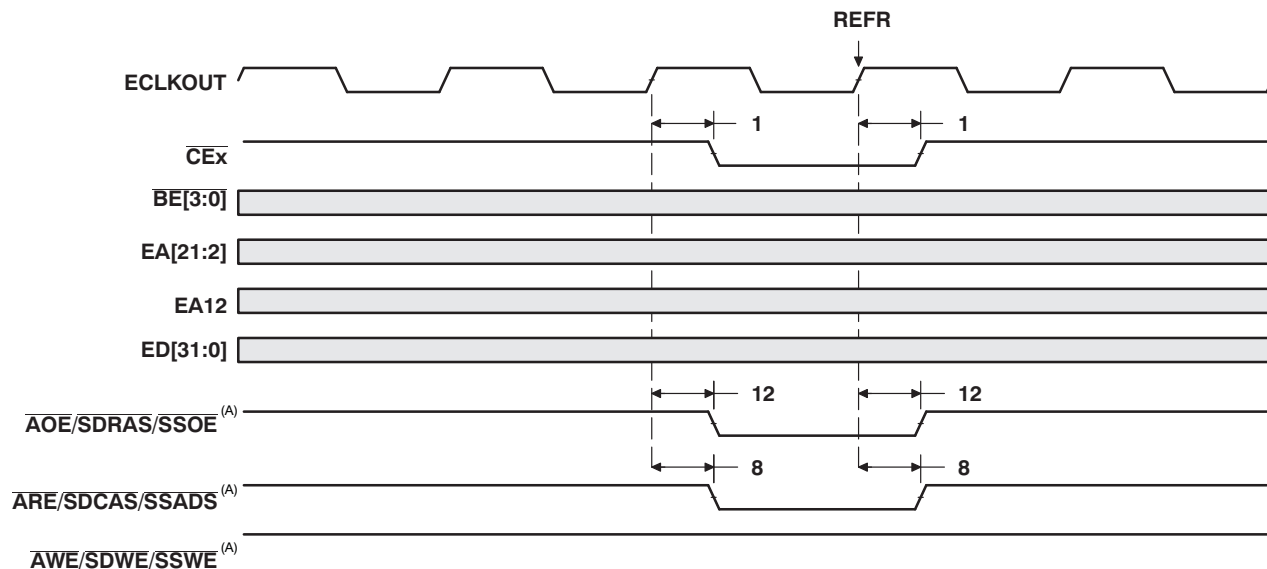 REFR
ECLKOUT
1 1
CEx
BE[3:0]
EA[21:2]
EA12
ED[31:0]
12 12
AOE/SDRAS/SSOE (A)
8 8
ARE/SDCAS/SSADS (A)
AWE/SDWE/SSWE (A)